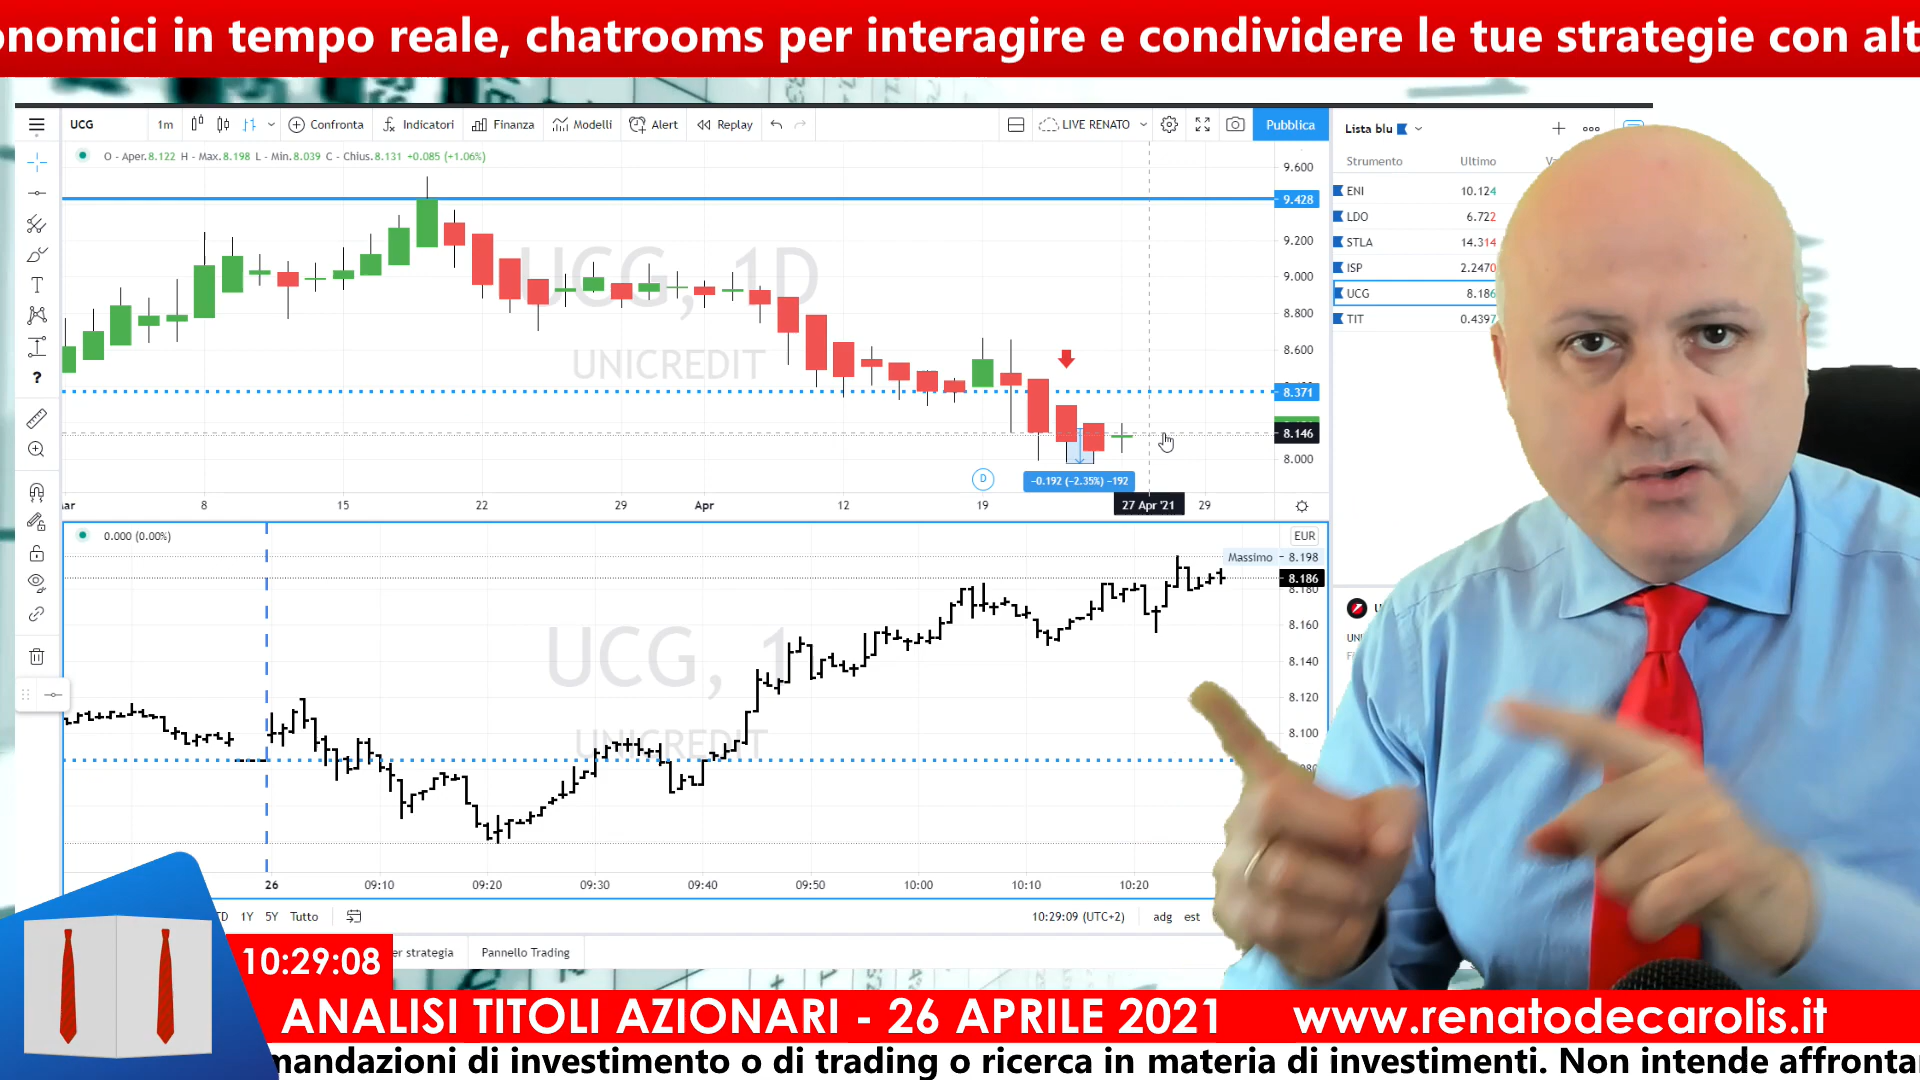 onomici in tempo reale, chatrooms per interagire e condividere le tue strategie con alt
UCG 1m Confronta Indicatori Finanza Modelli Alert Replay LIVE RENATO Pubblica
Lista blu
O - Aper.8.122 H - Max.8.198 L - Min.8.039 C - Chius.8.131 +0.085 (+1.06%)
Strumento Ultimo
ENI 10.124
LDO 6.722
STLA 14.314
ISP 2.2470
UCG 8.186
TIT 0.4397
9.600
9.428
9.200
9.000
8.800
8.600
8.371
8.146
8.000
UCG, 1D
UNICREDIT
D
-0.192 (-2.35%) -192
8 15 22 29 Apr 12 19 27 Apr '21 29
0.000 (0.00%)
EUR
Massimo 8.198
8.186
8.180
8.160
8.140
8.120
8.100
UCG, 1
UNICREDIT
26 09:10 09:20 09:30 09:40 09:50 10:00 10:10 10:20
1Y 5Y Tutto 10:29:09 (UTC+2) adg est
er strategia Pannello Trading
10:29:08
ANALISI TITOLI AZIONARI - 26 APRILE 2021 www.renatodecarolis.it
mandazioni di investimento o di trading o ricerca in materia di investimenti. Non intende affronta